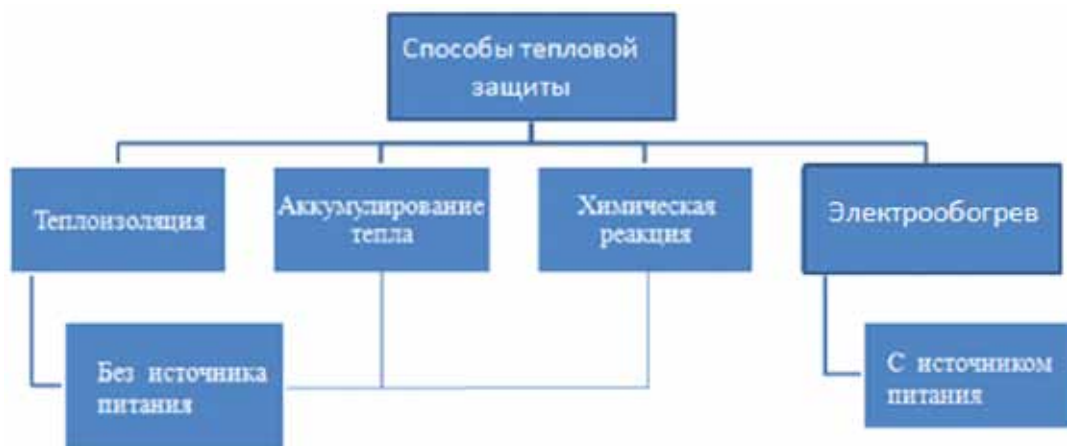 Способы тепловой
защиты
Теплоизоляция
Аккумулирование
тепла
Химическая
реакция
Электрообогрев
Без источника
питания
С источником
питания